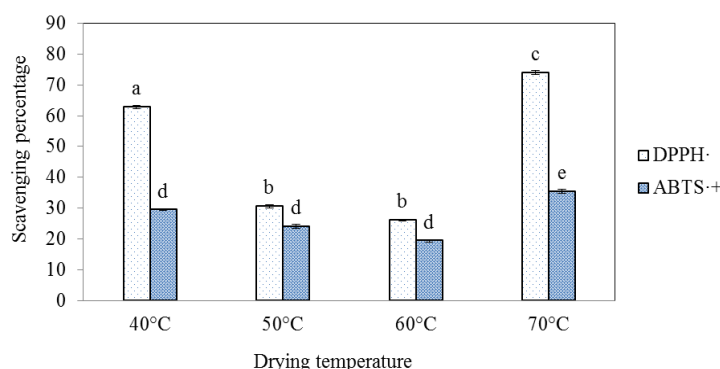 90
80
70
60
50
40
30
20
10
0
Scavenging percentage
a
d
b
d
b
d
c
e
40°C
50°C
60°C
70°C
Drying temperature
DPPH·
ABTS·+